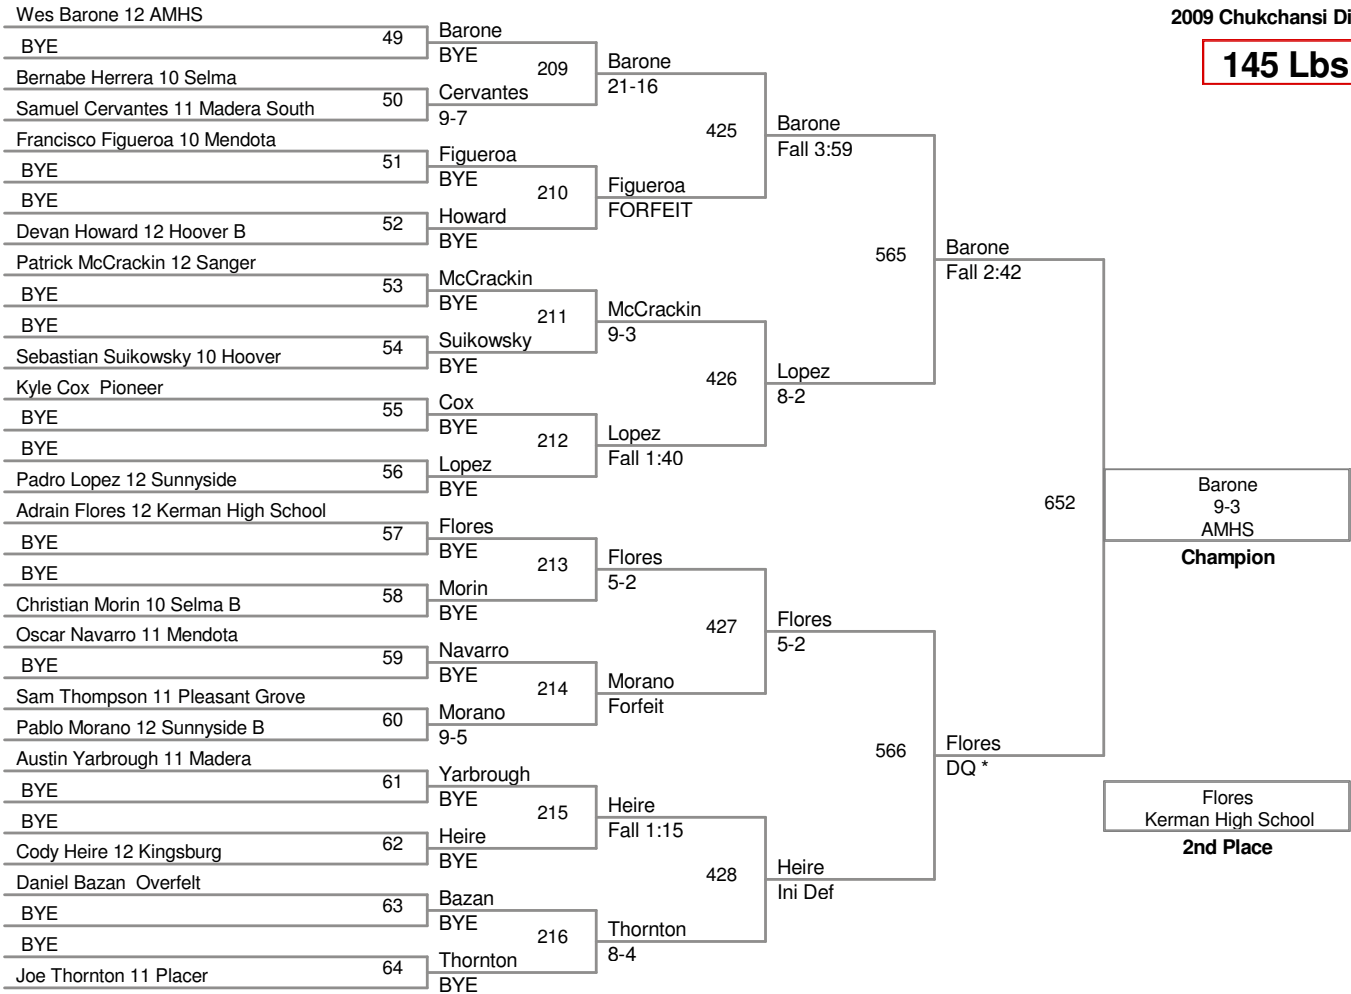 2009 Chukchansi Di
145 Lbs
Wes Barone 12 AMHS
BYE
Bernabe Herrera 10 Selma
Samuel Cervantes 11 Madera South
Francisco Figueroa 10 Mendota
BYE
BYE
Devan Howard 12 Hoover B
Patrick McCrackin 12 Sanger
BYE
BYE
Sebastian Suikowsky 10 Hoover
Kyle Cox  Pioneer
BYE
BYE
Padro Lopez 12 Sunnyside
Adrain Flores 12 Kerman High School
BYE
BYE
Christian Morin 10 Selma B
Oscar Navarro 11 Mendota
BYE
Sam Thompson 11 Pleasant Grove
Pablo Morano 12 Sunnyside B
Austin Yarbrough 11 Madera
BYE
BYE
Cody Heire 12 Kingsburg
Daniel Bazan  Overfelt
BYE
BYE
Joe Thornton 11 Placer
49
50
51
52
53
54
55
56
57
58
59
60
61
62
63
64
Barone
BYE
Cervantes
9-7
Figueroa
BYE
Howard
BYE
McCrackin
BYE
Suikowsky
BYE
Cox
BYE
Lopez
BYE
Flores
BYE
Morin
BYE
Navarro
BYE
Morano
9-5
Yarbrough
BYE
Heire
BYE
Bazan
BYE
Thornton
BYE
209
210
211
212
213
214
215
216
Barone
21-16
Figueroa
FORFEIT
McCrackin
9-3
Lopez
Fall 1:40
Flores
5-2
Morano
Forfeit
Heire
Fall 1:15
Thornton
8-4
425
426
427
428
Barone
Fall 3:59
Lopez
8-2
Flores
5-2
Heire
Ini Def
565
566
Barone
Fall 2:42
Flores
DQ *
652
Barone
9-3
AMHS
Champion
Flores
Kerman High School
2nd Place